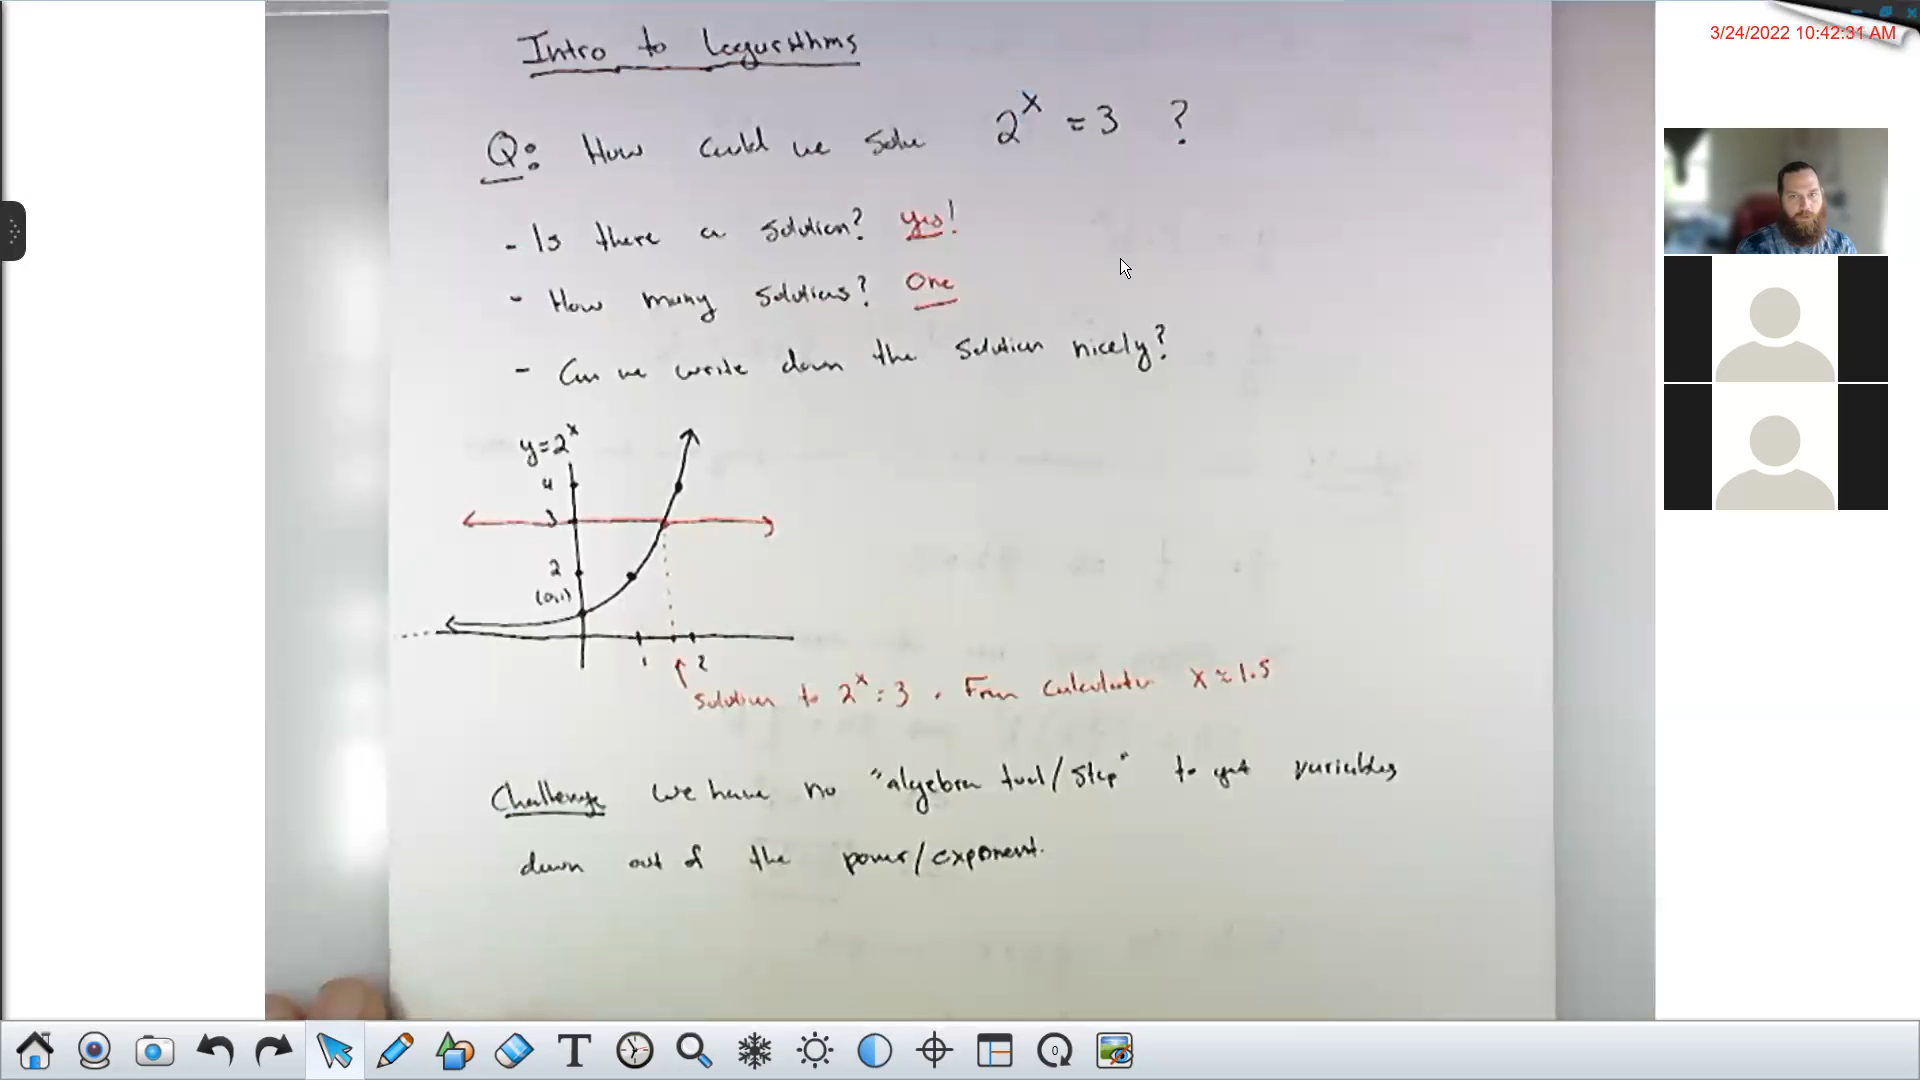 3/24/2022 10:42:31 AM
Intro to Logarithms
Q: How could we solve 2^x = 3 ?
- Is there a solution? yes!
- How many solutions? One
- Can we write down the solution nicely?
y=2^x
4
3
2
(0,1)
1 2
solution to 2^x = 3 . From calculator x ≈ 1.5
Challenge We have no "algebra tool/step" to get variables
down out of the power/exponent.
T
0